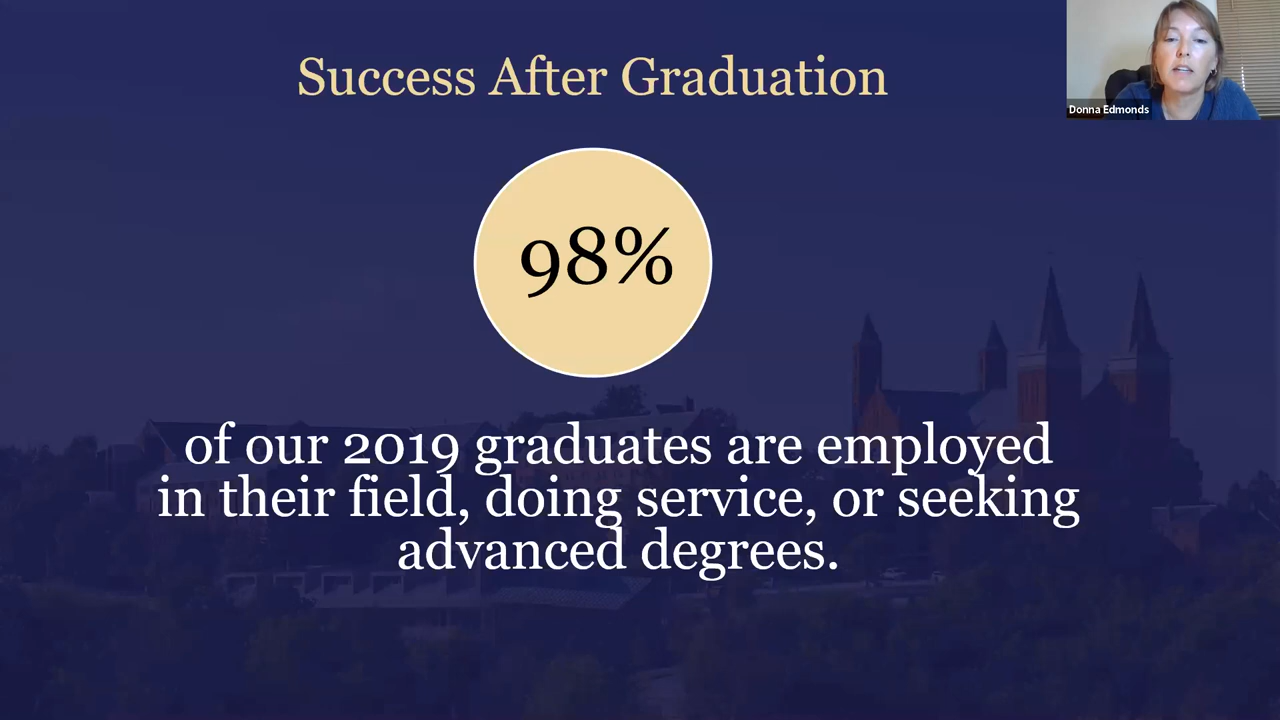 Success After Graduation
Donna Edmonds
98%
of our 2019 graduates are employed
in their field, doing service, or seeking
advanced degrees.